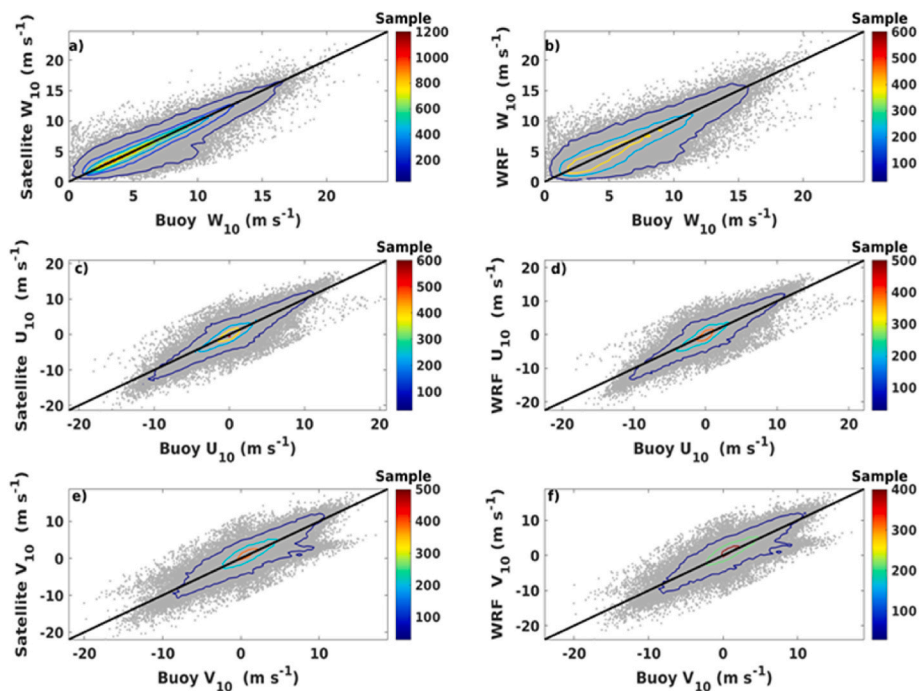 Sample
a)
Satellite W10 (m s-1)
20
15
10
5
0
0 5 10 15 20
Buoy W10 (m s-1)
1200
1000
800
600
400
200
Sample
b)
WRF W10 (m s-1)
20
15
10
5
0
0 5 10 15 20
Buoy W10 (m s-1)
600
500
400
300
200
100
Sample
c)
Satellite U10 (m s-1)
20
10
0
-10
-20
-20 -10 0 10 20
Buoy U10 (m s-1)
600
500
400
300
200
100
Sample
d)
WRF U10 (m s-1)
20
10
0
-10
-20
-20 -10 0 10 20
Buoy U10 (m s-1)
500
400
300
200
100
Sample
e)
Satellite V10 (m s-1)
10
0
-10
-20
-20 -10 0 10
Buoy V10 (m s-1)
500
400
300
200
100
Sample
f)
WRF V10 (m s-1)
10
0
-10
-20
-20 -10 0 10
Buoy V10 (m s-1)
400
300
200
100